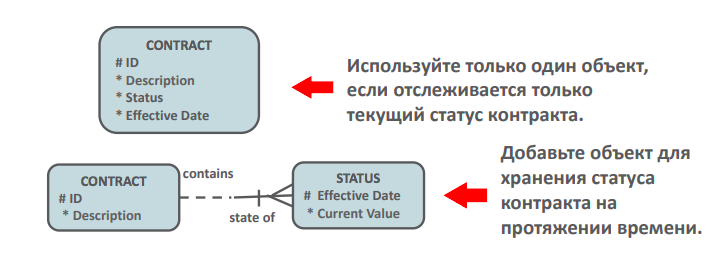 CONTRACT
# ID
* Description
* Status
* Effective Date
Используйте только один объект,
если отслеживается только
текущий статус контракта.
CONTRACT
# ID
* Description
contains
state of
STATUS
# Effective Date
* Current Value
Добавьте объект для
хранения статуса
контракта на
протяжении времени.